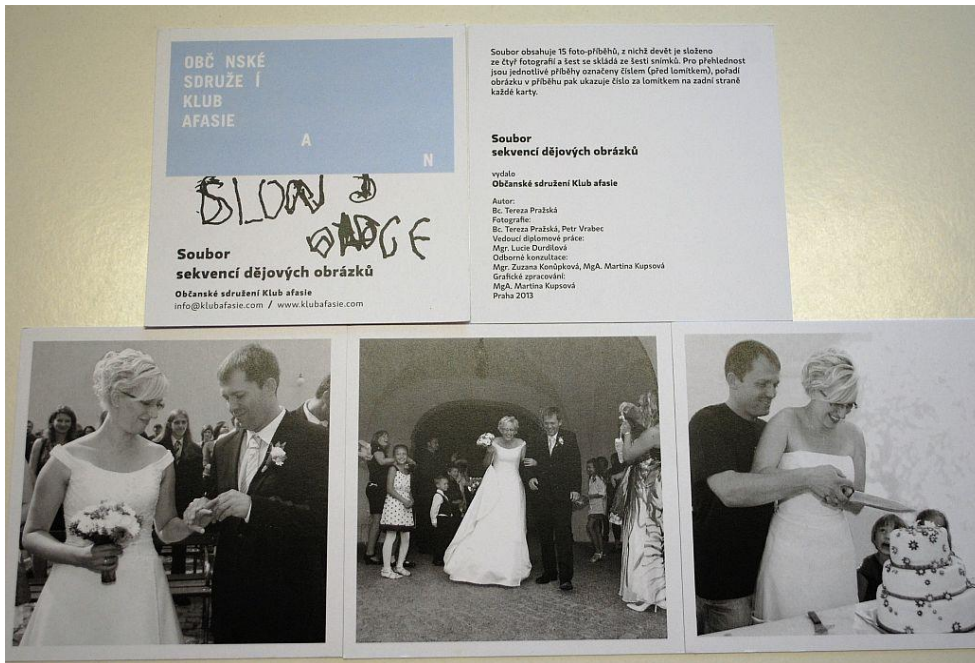 OBČ NSKÉ
SDRUŽE Í
KLUB
AFASIE
A
N
Soubor
sekvencí dějových obrázků
Občanské sdružení Klub afasie
info@klubafasie.com / www.klubafasie.com
Soubor obsahuje 15 foto-příběhů, z nichž devět je složeno
ze čtyř fotografií a šest se skládá ze šesti snímků. Pro přehlednost
jsou jednotlivé příběhy označeny číslem (před lomítkem), pořadí
obrázku v příběhu pak ukazuje číslo za lomítkem na zadní straně
každé karty.
Soubor
sekvencí dějových obrázků
vydalo
Občanské sdružení Klub afasie
Autor:
Bc. Tereza Pražská
Fotografie:
Bc. Tereza Pražská, Petr Vrabec
Vedoucí diplomové práce:
Mgr. Lucie Durdilová
Odborné konzultace:
Mgr. Zuzana Konůpková, MgA. Martina Kupsová
Grafické zpracování:
MgA. Martina Kupsová
Praha 2013